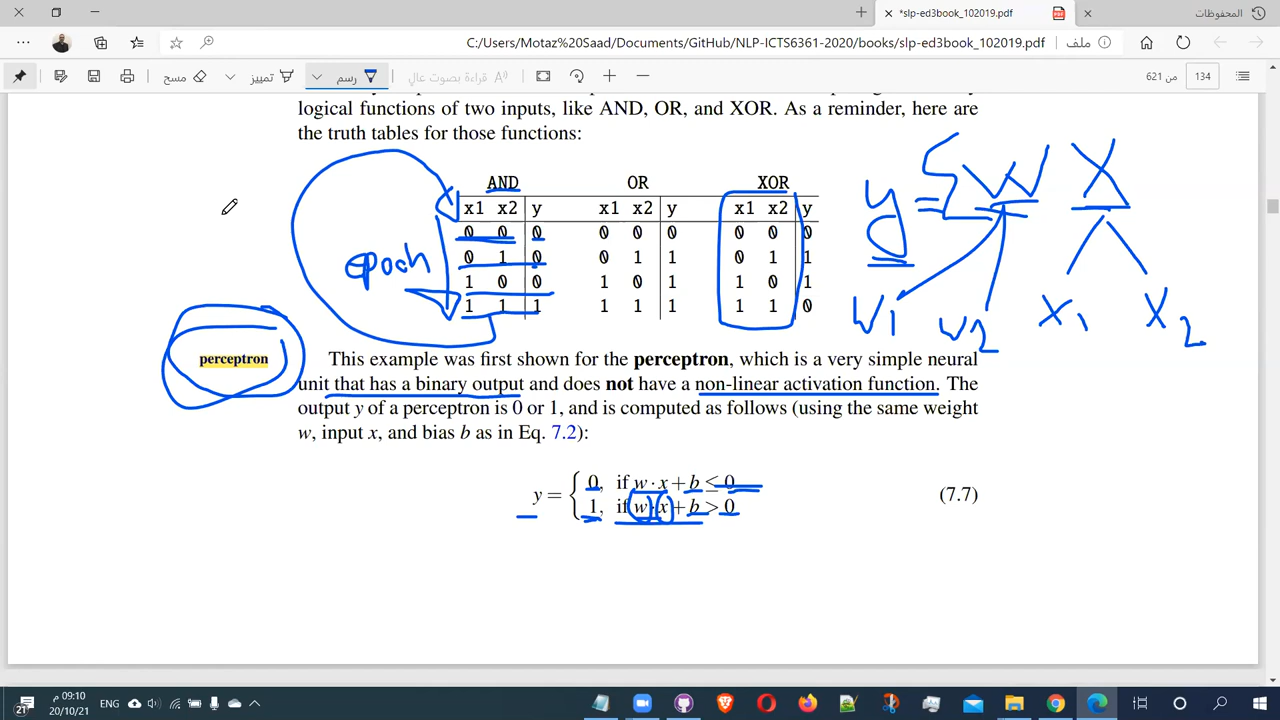 *slp-ed3book_102019.pdf
المحفوظات
C:/Users/Motaz%20Saad/Documents/GitHub/NLP-ICTS6361-2020/books/slp-ed3book_102019.pdf
ملف
مسح
تمييز
رسم
قراءة بصوت عالٍ
من 621
134
logical functions of two inputs, like AND, OR, and XOR. As a reminder, here are
the truth tables for those functions:
AND OR XOR
x1 x2 y x1 x2 y x1 x2 y
0 0 0 0 0 0 0 0 0
0 1 0 0 1 1 0 1 1
1 0 0 1 0 1 1 0 1
1 1 1 1 1 1 1 1 0
epoch
y = Σ W X
W1 W2 X1 X2
perceptron
This example was first shown for the perceptron, which is a very simple neural
unit that has a binary output and does not have a non-linear activation function. The
output y of a perceptron is 0 or 1, and is computed as follows (using the same weight
w, input x, and bias b as in Eq. 7.2):
y = { 0, if w · x + b ≤ 0
1, if w · x + b > 0
(7.7)
21
ENG
09:10 م
20/10/21